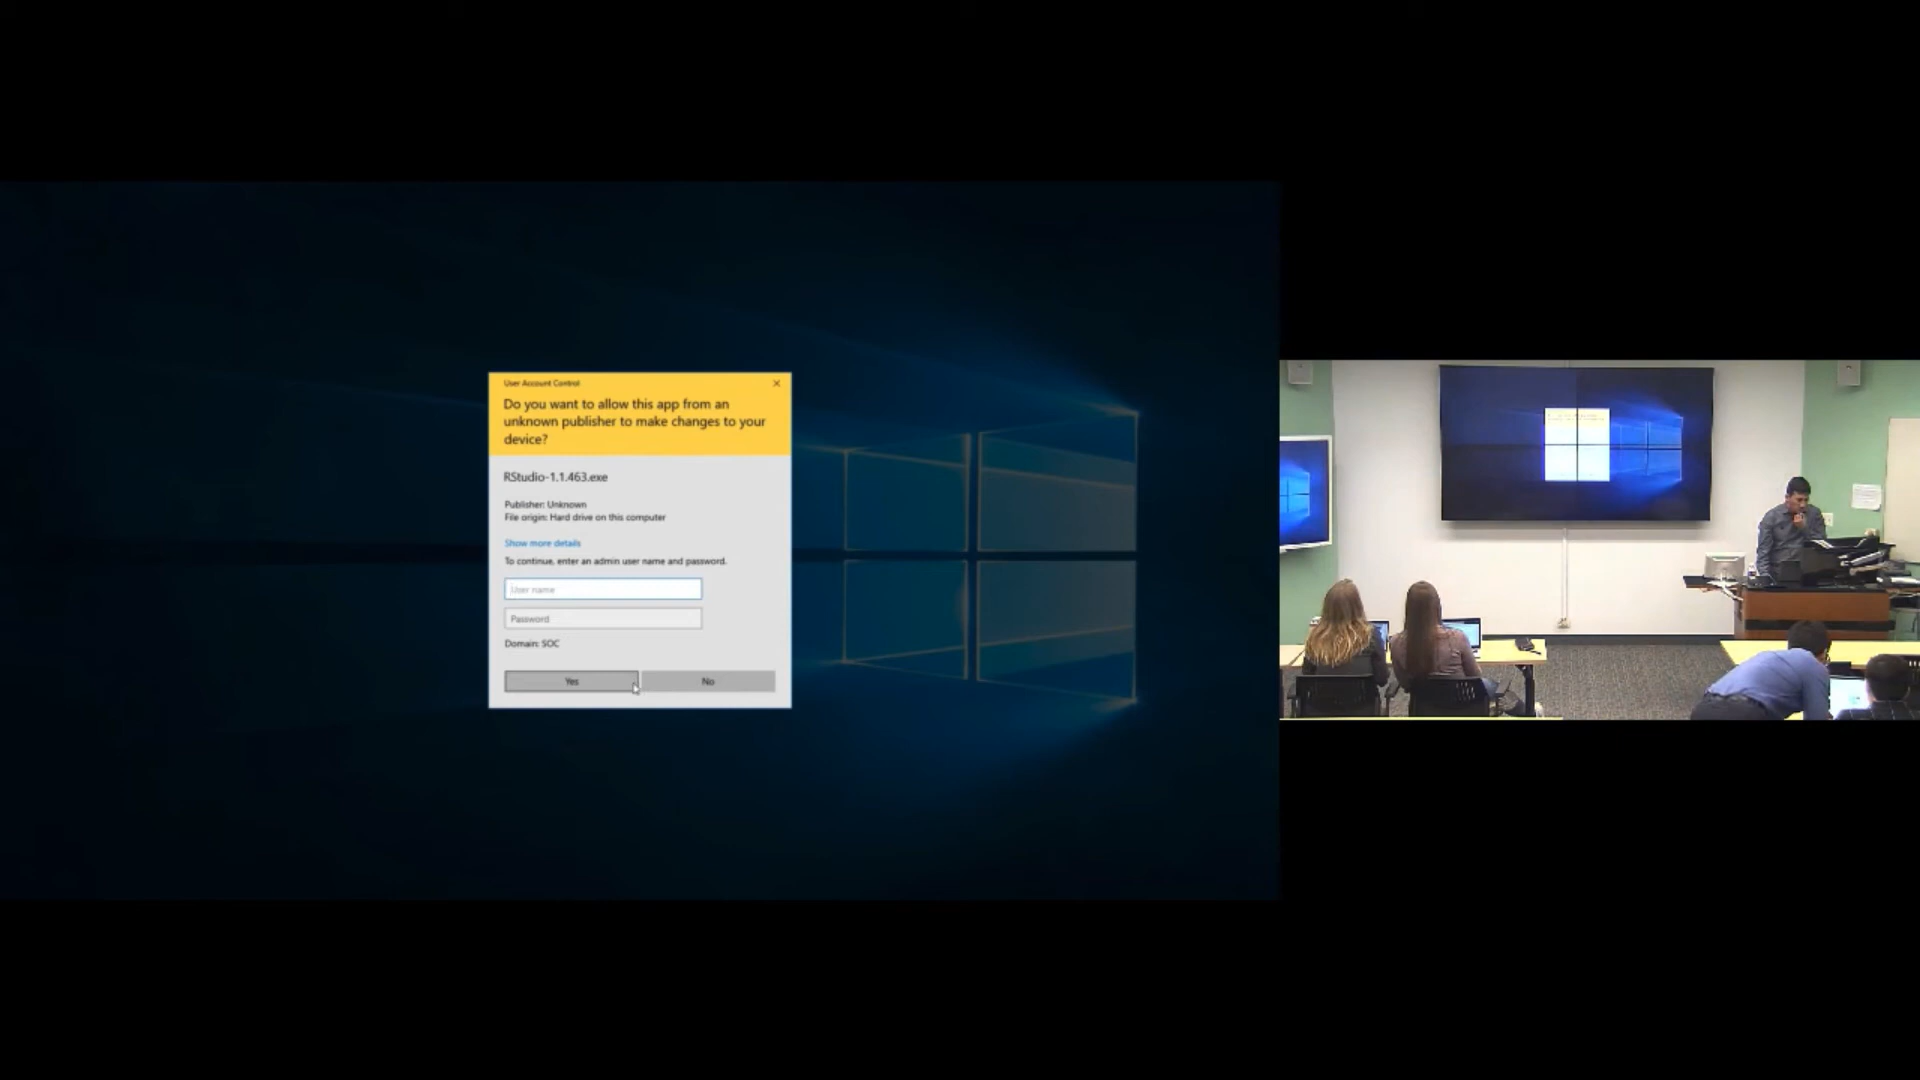 User Account Control
Do you want to allow this app from an
unknown publisher to make changes to your
device?
RStudio-1.1.463.exe
Publisher: Unknown
File origin: Hard drive on this computer
Show more details
To continue, enter an admin user name and password.
User name
Password
Domain: SOC
Yes
No